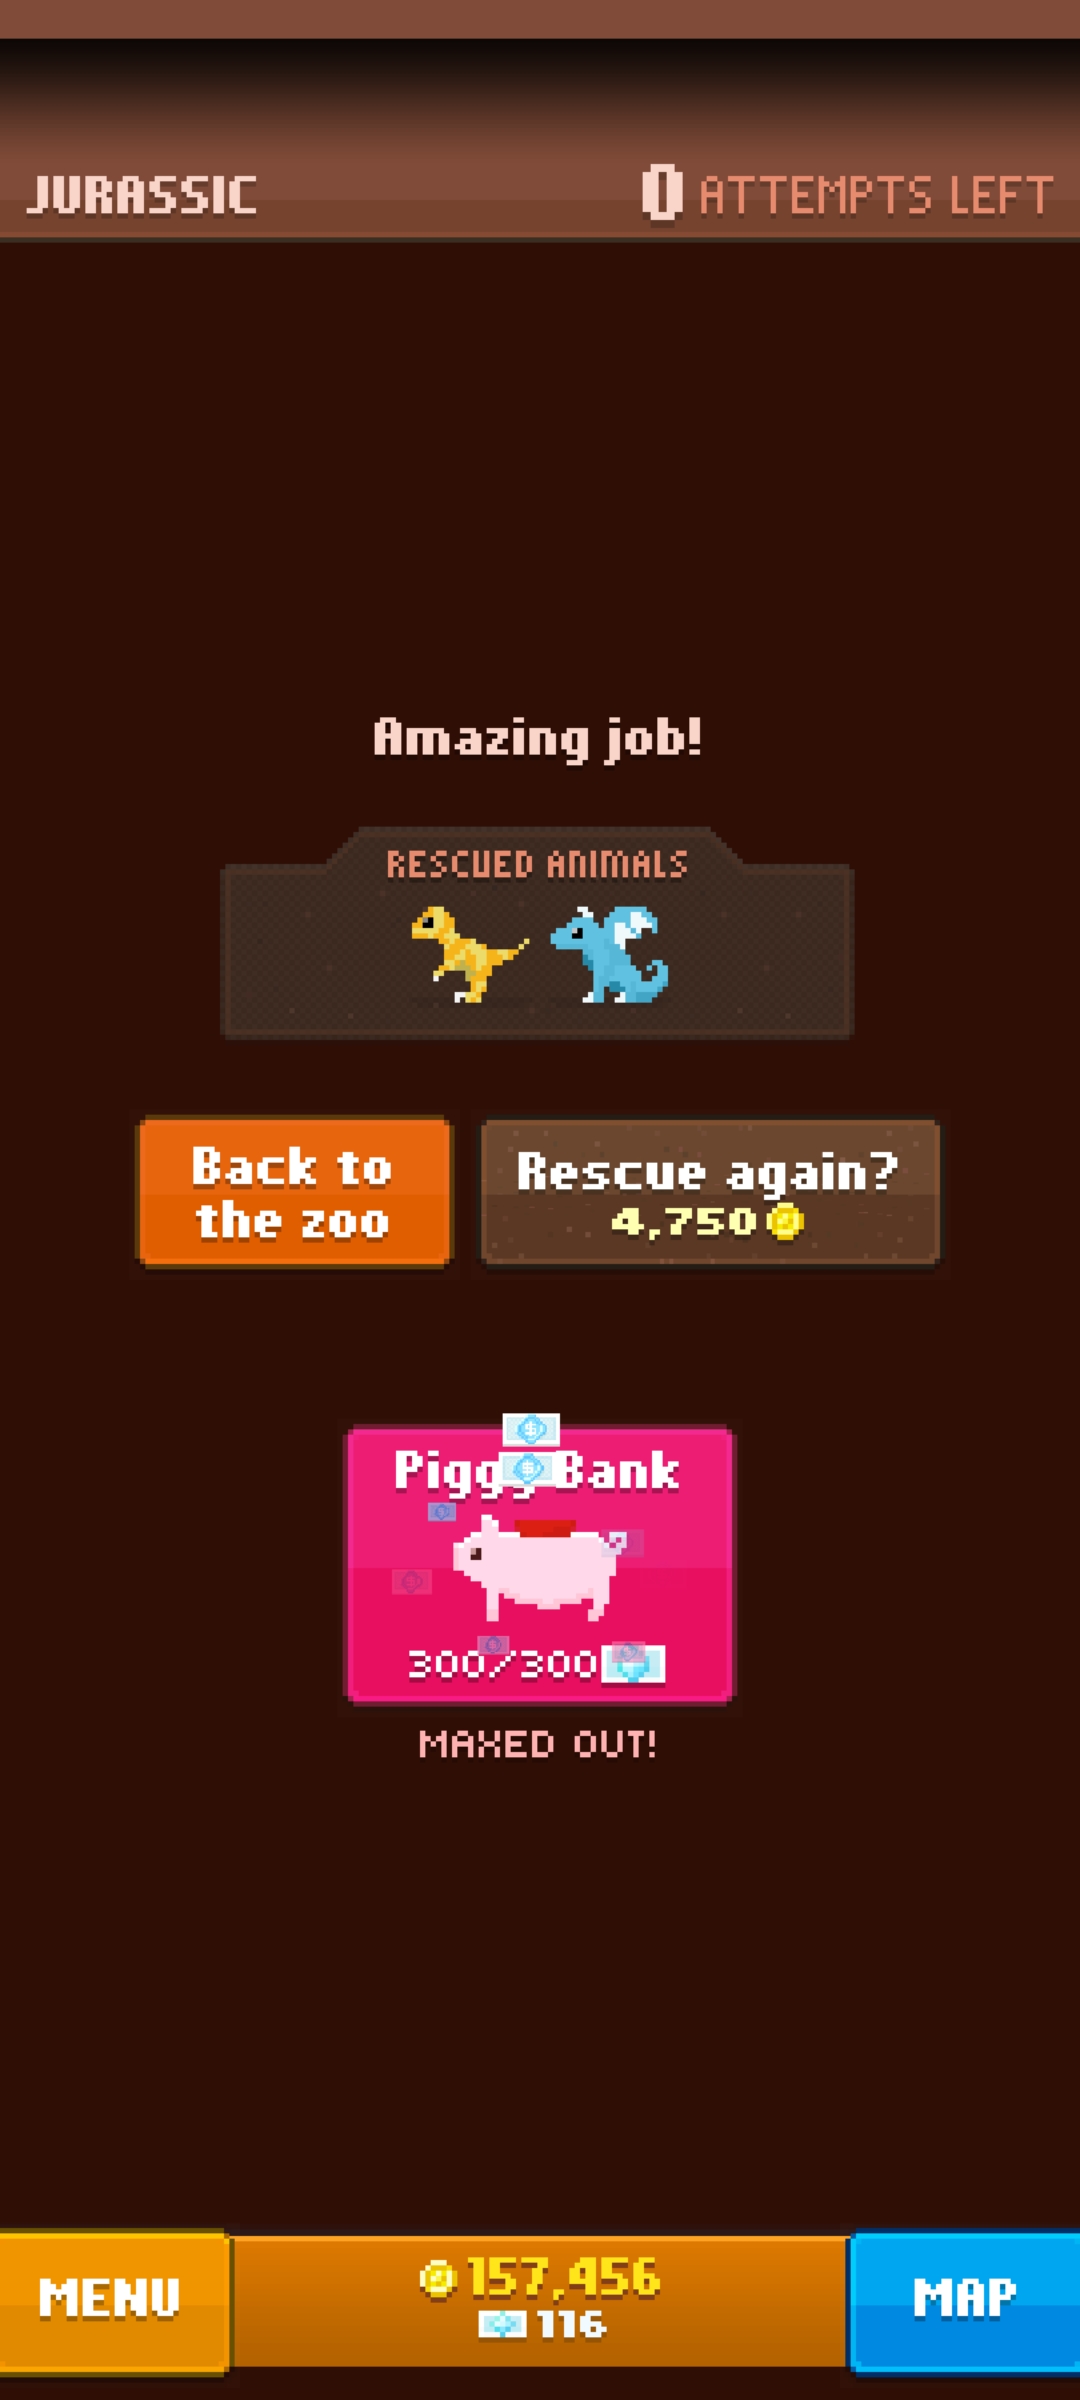 JURASSIC
0 ATTEMPTS LEFT
Amazing job!
RESCUED ANIMALS
Back to
the zoo
Rescue again?
4,750
Piggy Bank
300/300
MAXED OUT!
MENU
157,456
116
MAP